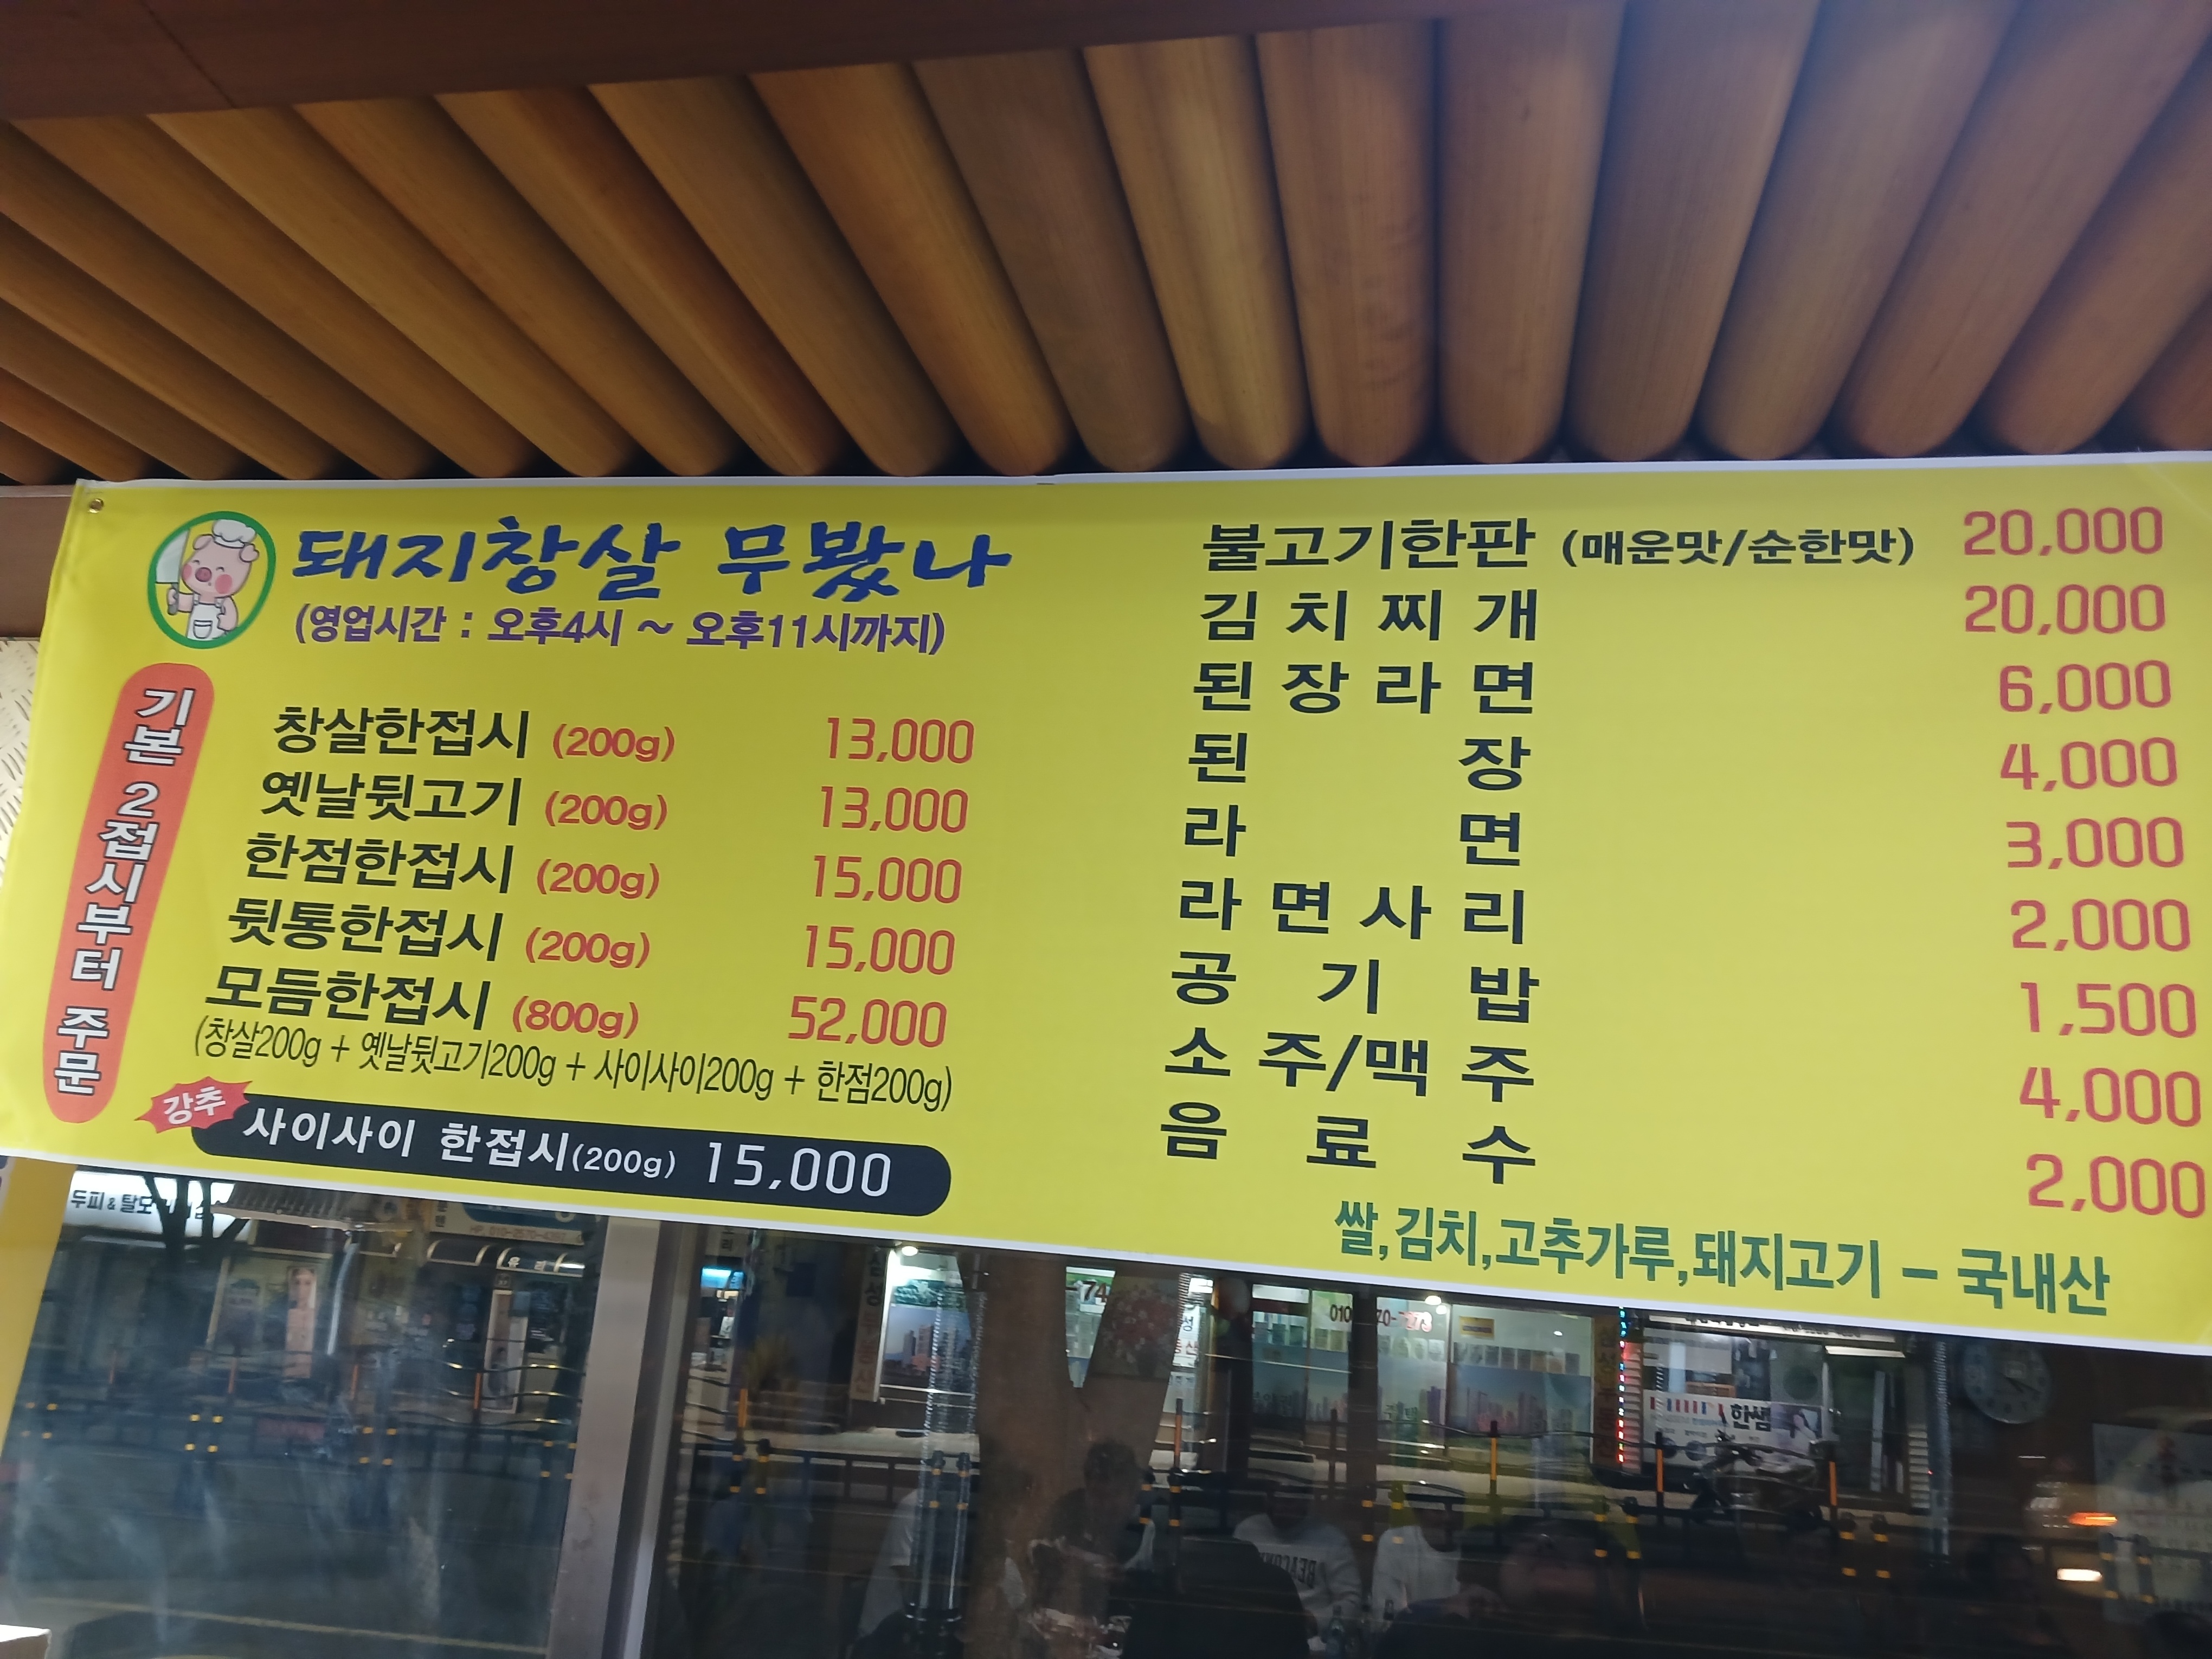 돼지창살 무봤나
(영업시간 : 오후4시 ~ 오후11시까지)
기본 2접시부터 주문
창살한접시 (200g) 13,000
옛날뒷고기 (200g) 13,000
한점한접시 (200g) 15,000
뒷통한접시 (200g) 15,000
모듬한접시 (800g) 52,000
(창살200g + 옛날뒷고기200g + 사이사이200g + 한점200g)
강추
사이사이 한접시(200g) 15,000
불고기한판 (매운맛/순한맛) 20,000
김치찌개 20,000
된장라면 6,000
된장 4,000
라면 3,000
라면사리 2,000
공기밥 1,500
소주/맥주 4,000
음료수 2,000
쌀,김치,고추가루,돼지고기 - 국내산
두피 & 탈모
한쌤